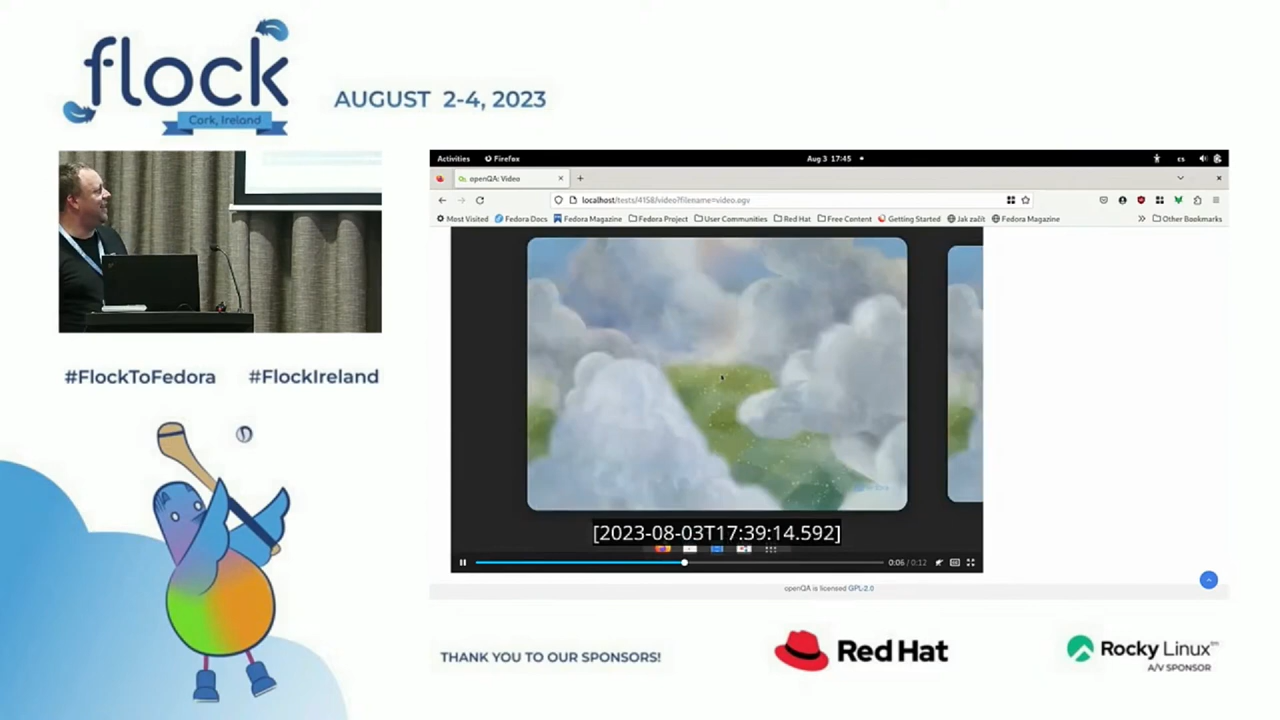 flock
Cork, Ireland
AUGUST 2-4, 2023
#FlockToFedora #FlockIreland
Activities Firefox Aug 3 17:45 cs
openQA: Video
localhost/tests/4158/video?filename=video.ogv
Most Visited Fedora Docs Fedora Magazine Fedora Project User Communities Red Hat Free Content Getting Started Jak začít Fedora Magazine Other Bookmarks
[2023-08-03T17:39:14.592]
0:06 / 0:12
openQA is licensed GPL-2.0
THANK YOU TO OUR SPONSORS!
Red Hat
Rocky Linux™
A/V SPONSOR